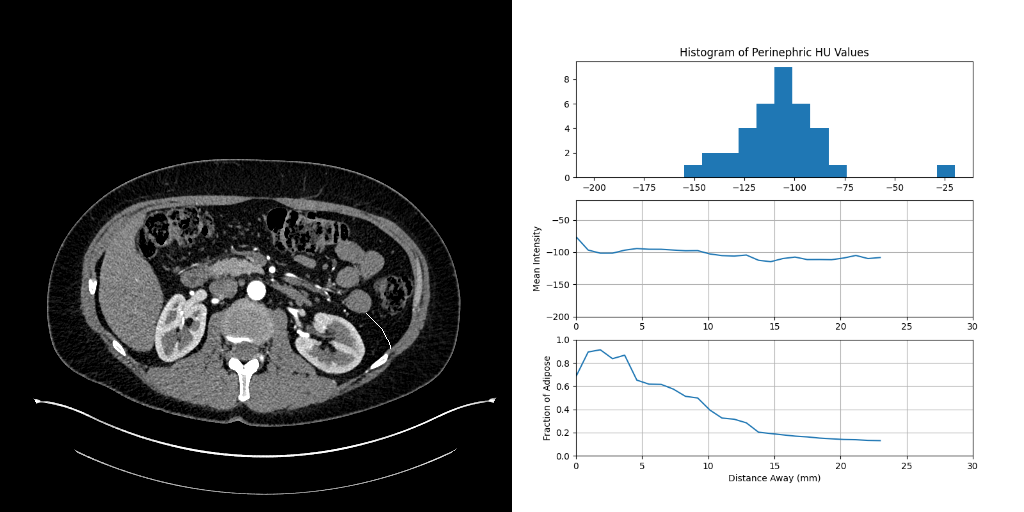 Histogram of Perinephric HU Values
8
6
4
2
0
−200 −175 −150 −125 −100 −75 −50 −25
Mean Intensity
−50
−100
−150
−200
0 5 10 15 20 25 30
Fraction of Adipose
1.0
0.8
0.6
0.4
0.2
0.0
0 5 10 15 20 25 30
Distance Away (mm)